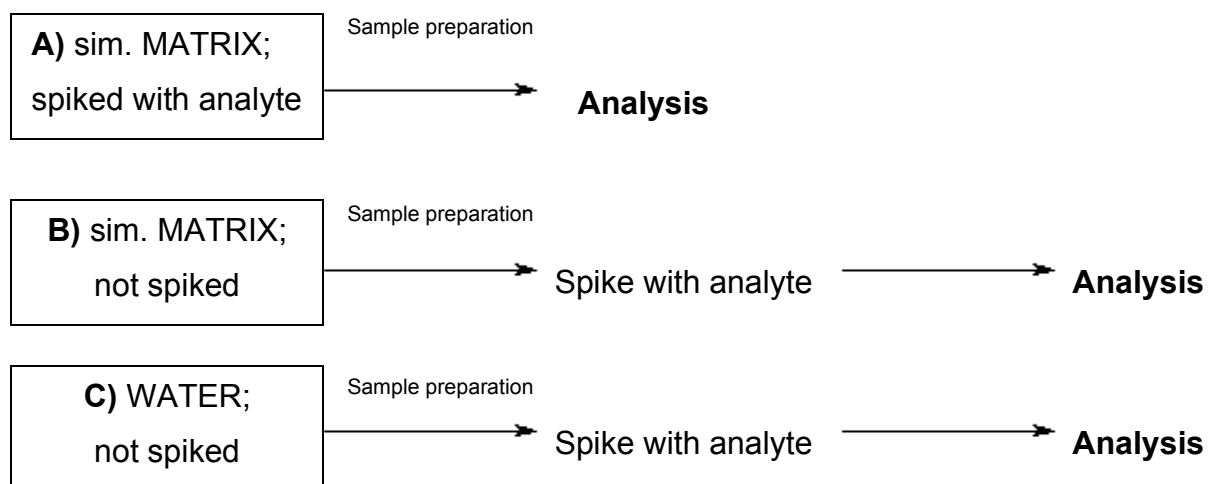 A) sim. MATRIX;
spiked with analyte
Sample preparation
Analysis
B) sim. MATRIX;
not spiked
Sample preparation
Spike with analyte
Analysis
C) WATER;
not spiked
Sample preparation
Spike with analyte
Analysis